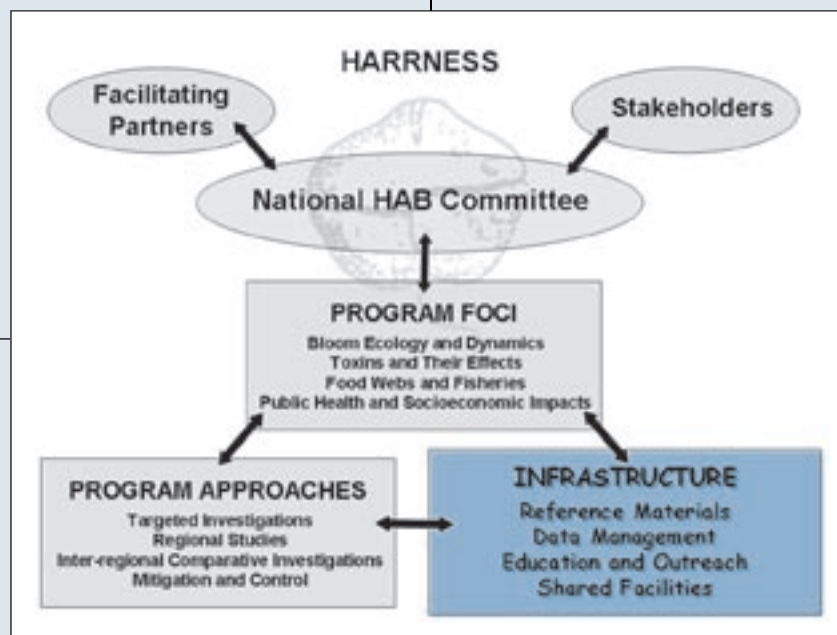 HARRNESS
Facilitating
Partners
Stakeholders
National HAB Committee
PROGRAM FOCI
Bloom Ecology and Dynamics
Toxins and Their Effects
Food Webs and Fisheries
Public Health and Socioeconomic Impacts
PROGRAM APPROACHES
Targeted Investigations
Regional Studies
Inter-regional Comparative Investigations
Mitigation and Control
INFRASTRUCTURE
Reference Materials
Data Management
Education and Outreach
Shared Facilities